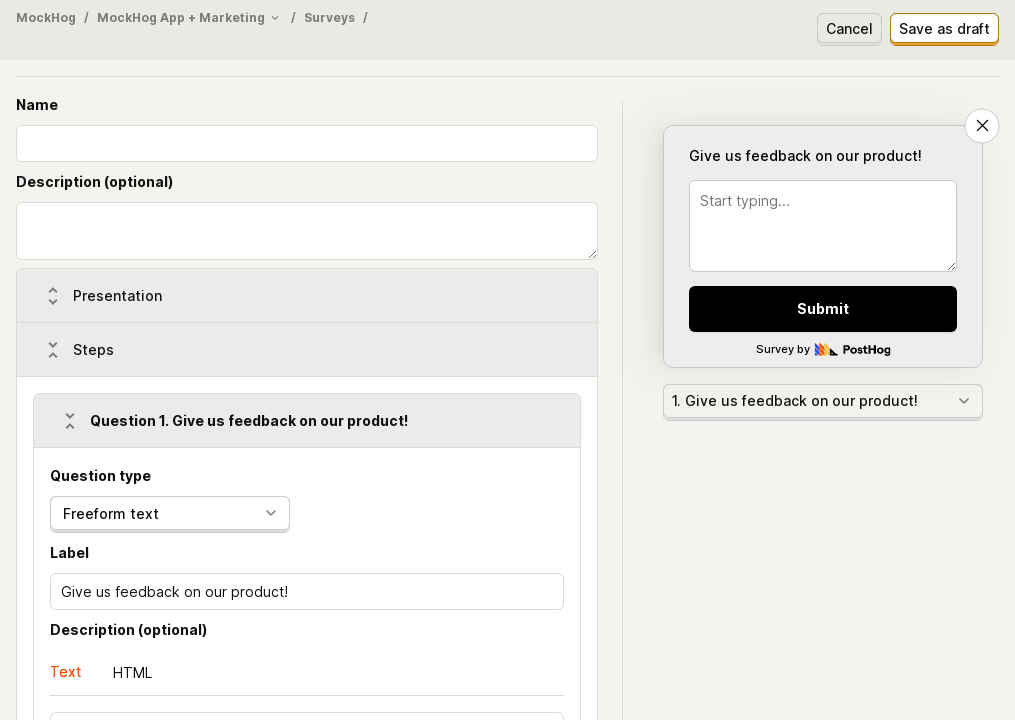 MockHog / MockHog App + Marketing / Surveys /
Cancel
Save as draft
Name
Description (optional)
Presentation
Steps
Question 1. Give us feedback on our product!
Question type
Freeform text
Label
Give us feedback on our product!
Description (optional)
Text
HTML
Give us feedback on our product!
Start typing...
Submit
Survey by PostHog
1. Give us feedback on our product!